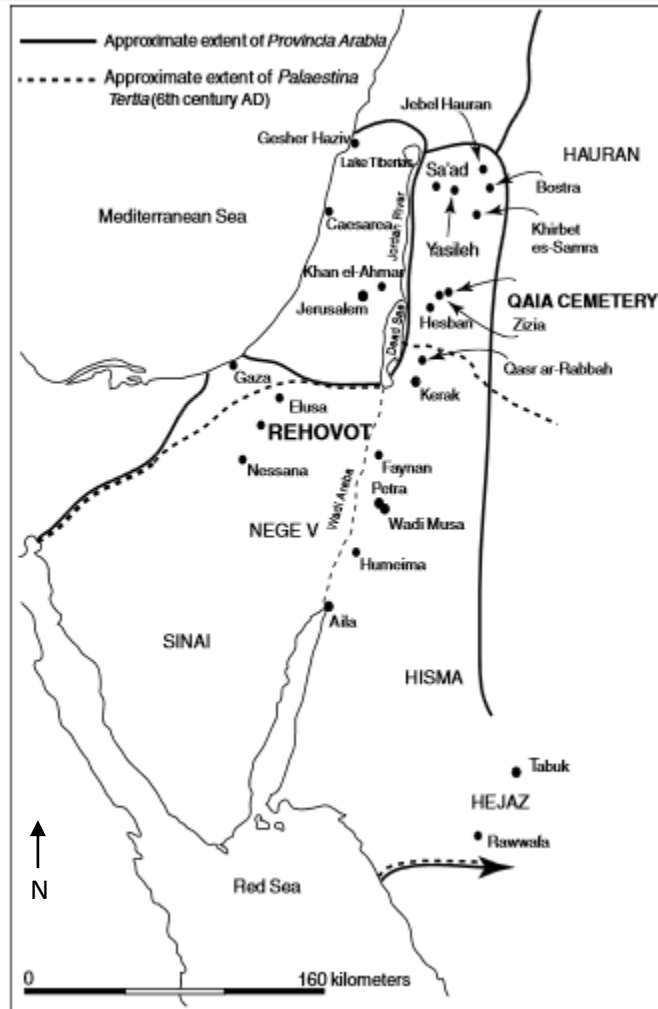 Approximate extent of Provincia Arabia
Approximate extent of Palaestina
Tertia (6th century AD)
Jebel Hauran
Gesher Haziv
HAURAN
Lake Tiberias
Sa'ad
Bostra
Mediterranean Sea
Caesarea
Jordan River
Yasileh
Khirbet
es-Samra
Khan el-Ahmar
Jerusalem
QAIA CEMETERY
Hesban
Zizia
Dead Sea
Qasr ar-Rabbah
Gaza
Kerak
Elusa
REHOVOT
Nessana
Faynan
Petra
Wadi Araba
Wadi Musa
NEGE V
Humeima
Aila
SINAI
HISMA
Tabuk
HEJAZ
Rawwala
N
Red Sea
0
160 kilometers